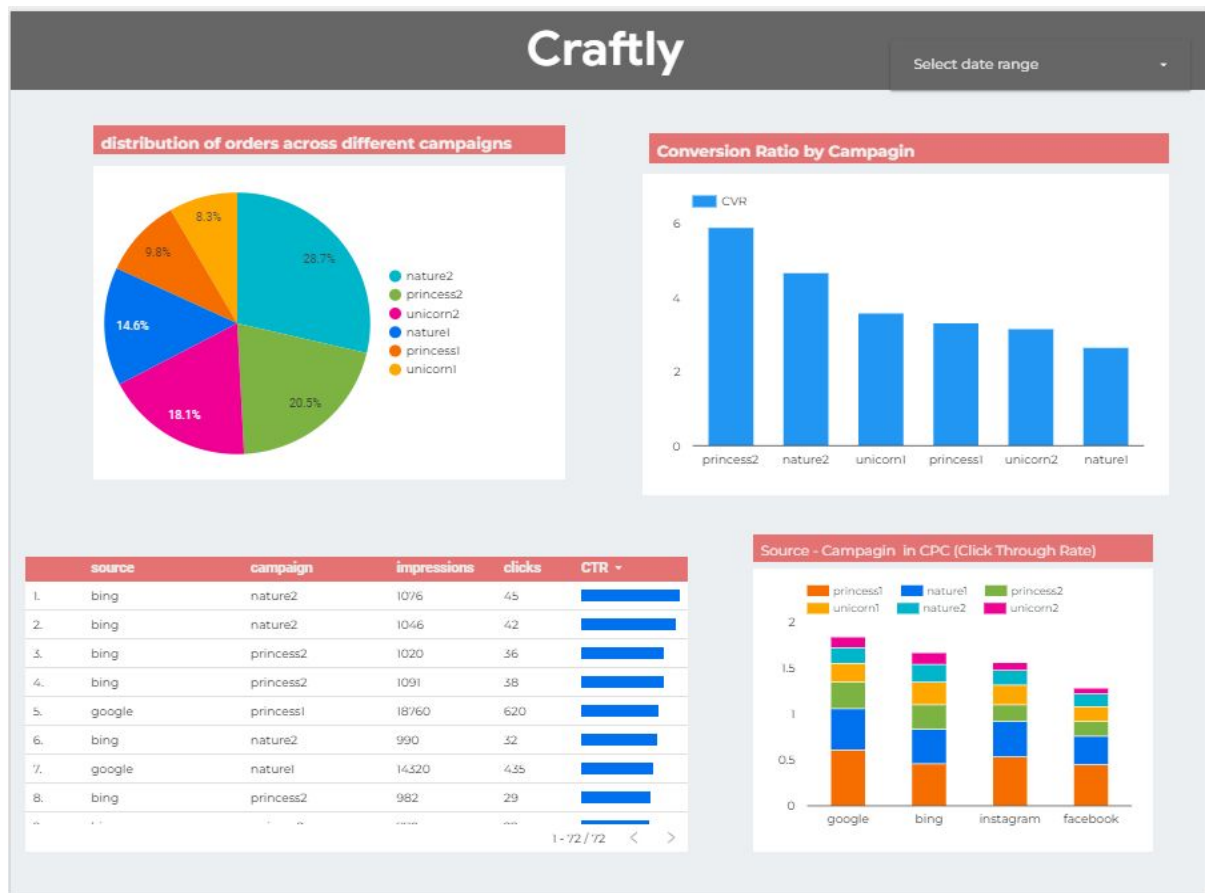 Craftly
Select date range
distribution of orders across different campaigns
28.7%
20.5%
18.1%
14.6%
9.8%
8.3%
nature2
princess2
unicorn2
nature1
princess1
unicorn1
Conversion Ratio by Campagin
CVR
6
4
2
0
princess2 nature2 unicorn1 princess1 unicorn2 nature1
source campaign impressions clicks CTR
1. bing nature2 1076 45
2. bing nature2 1046 42
3. bing princess2 1020 36
4. bing princess2 1091 38
5. google princess1 18760 620
6. bing nature2 990 32
7. google nature1 14320 435
8. bing princess2 982 29
1 - 72 / 72 < >
Source - Campagin in CPC (Click Through Rate)
princess1 nature1 princess2
unicorn1 nature2 unicorn2
2
1.5
1
0.5
0
google bing instagram facebook